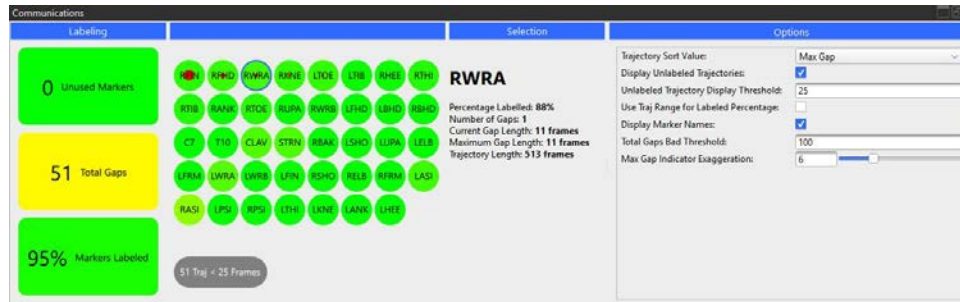 Communications
Labeling
Selection
Options
0 Unused Markers
51 Total Gaps
95% Markers Labeled
RFHD RWRA RKNE LTOE LTIB RHEE RTHI
RTIB RANK RTOE RUPA RWRB LFHD LBHD RBHD
C7 T10 CLAV STRN RBAK LSHO LUPA LELB
LFRM LWRA LWRB LFIN RSHO RELB RFRM LASI
RASI LPSI RPSI LTHI LKNE LANK LHEE
51 Traj < 25 Frames
RWRA
Percentage Labelled: 88%
Number of Gaps: 1
Current Gap Length: 11 frames
Maximum Gap Length: 11 frames
Trajectory Length: 513 frames
Trajectory Sort Value: Max Gap
Display Unlabeled Trajectories:
Unlabeled Trajectory Display Threshold: 25
Use Traj Range for Labeled Percentage:
Display Marker Names:
Total Gaps Bad Threshold: 100
Max Gap Indicator Exaggeration: 6